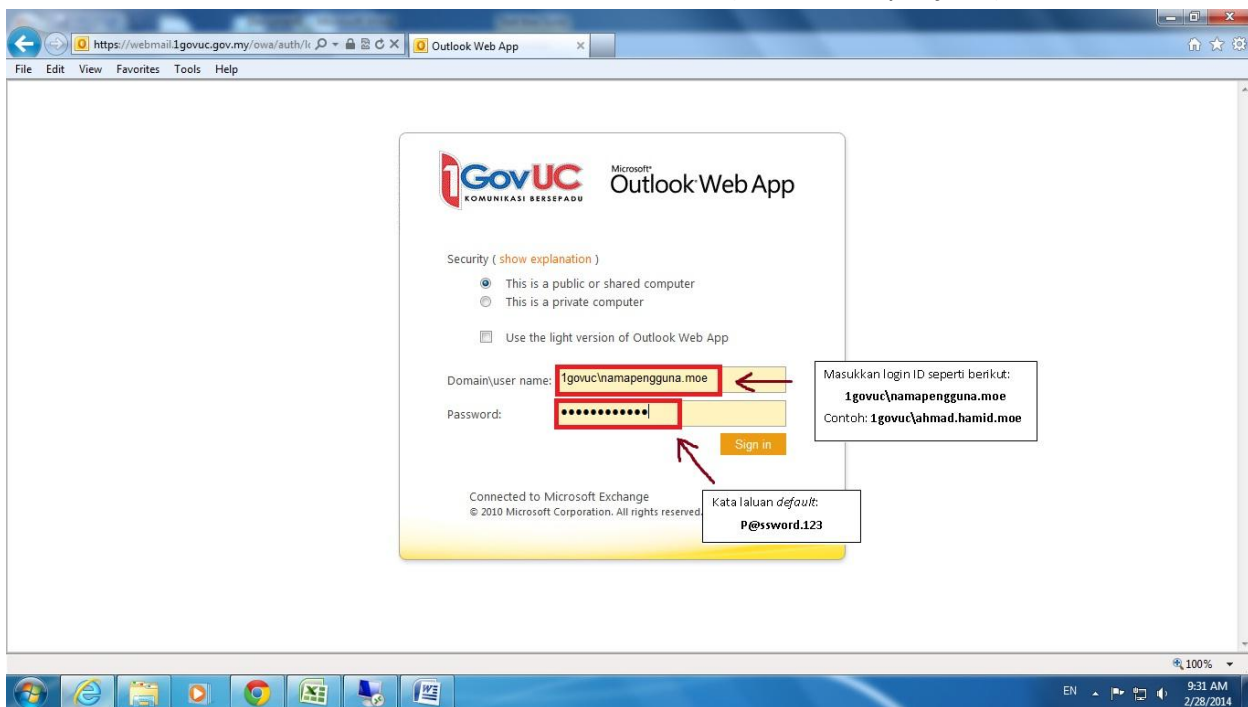 https://webmail.1govuc.gov.my/owa/auth/l
Outlook Web App
File Edit View Favorites Tools Help
1GovUC
KOMUNIKASI BERSEPADU
Microsoft
Outlook Web App
Security ( show explanation )
This is a public or shared computer
This is a private computer
Use the light version of Outlook Web App
Domain\user name: 1govuc\namapengguna.moe
Password: ●●●●●●●●●●●●
Sign in
Masukkan login ID seperti berikut:
1govuc\namapengguna.moe
Contoh: 1govuc\ahmad.hamid.moe
Connected to Microsoft Exchange
© 2010 Microsoft Corporation. All rights reserved.
Kata laluan default:
P@ssword.123
100%
EN
9:31 AM
2/28/2014